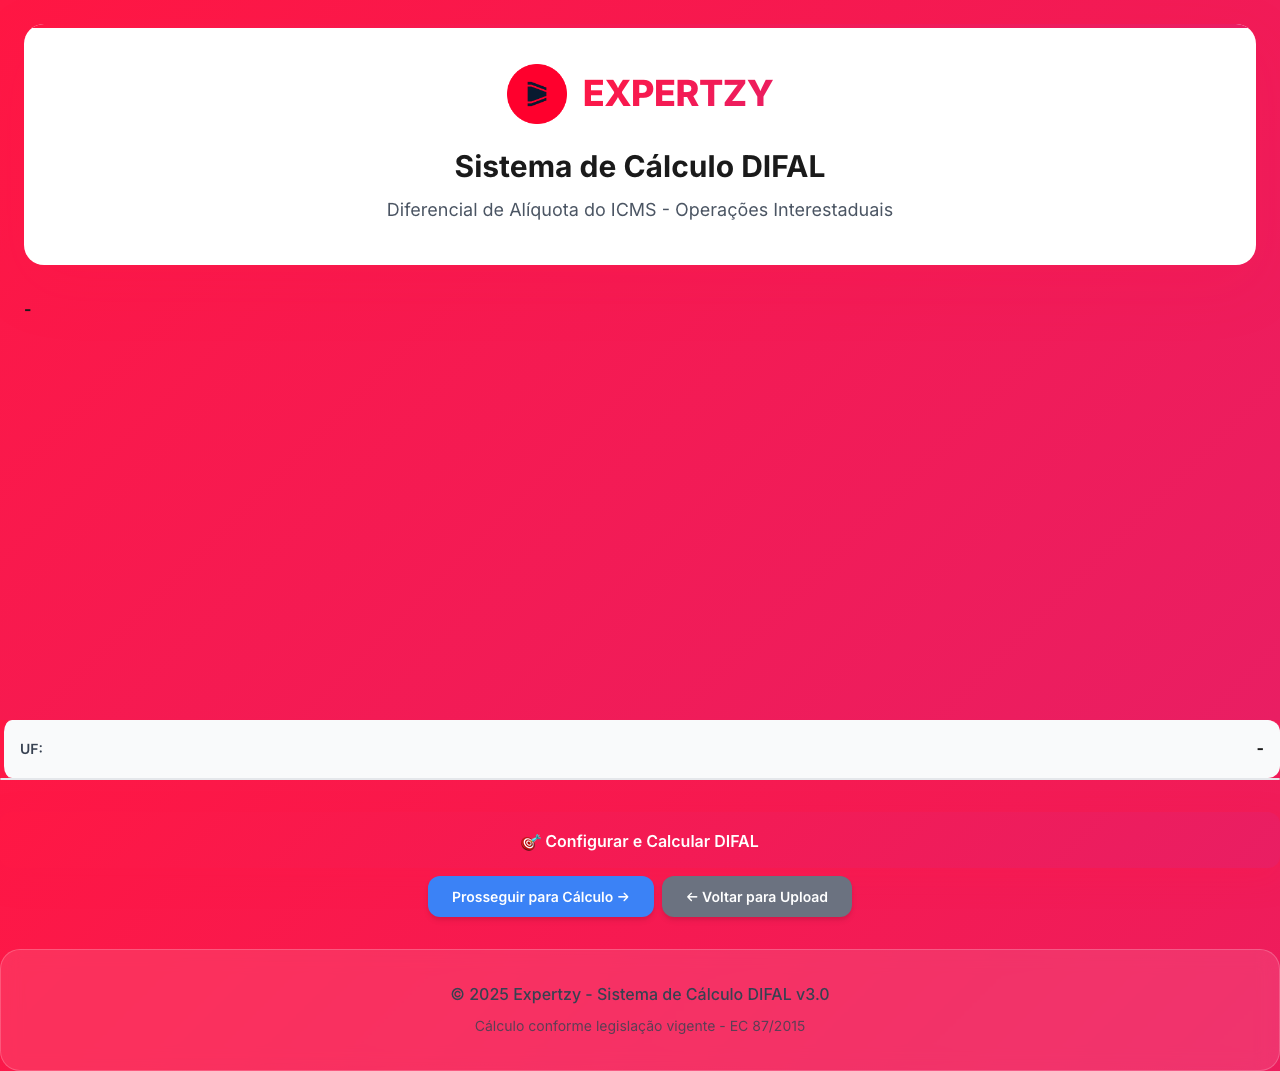 EXPERTZY
Sistema de Cálculo DIFAL
Diferencial de Alíquota do ICMS - Operações Interestaduais
-
UF: -
🎯 Configurar e Calcular DIFAL
Prosseguir para Cálculo → ← Voltar para Upload
© 2025 Expertzy - Sistema de Cálculo DIFAL v3.0
Cálculo conforme legislação vigente - EC 87/2015